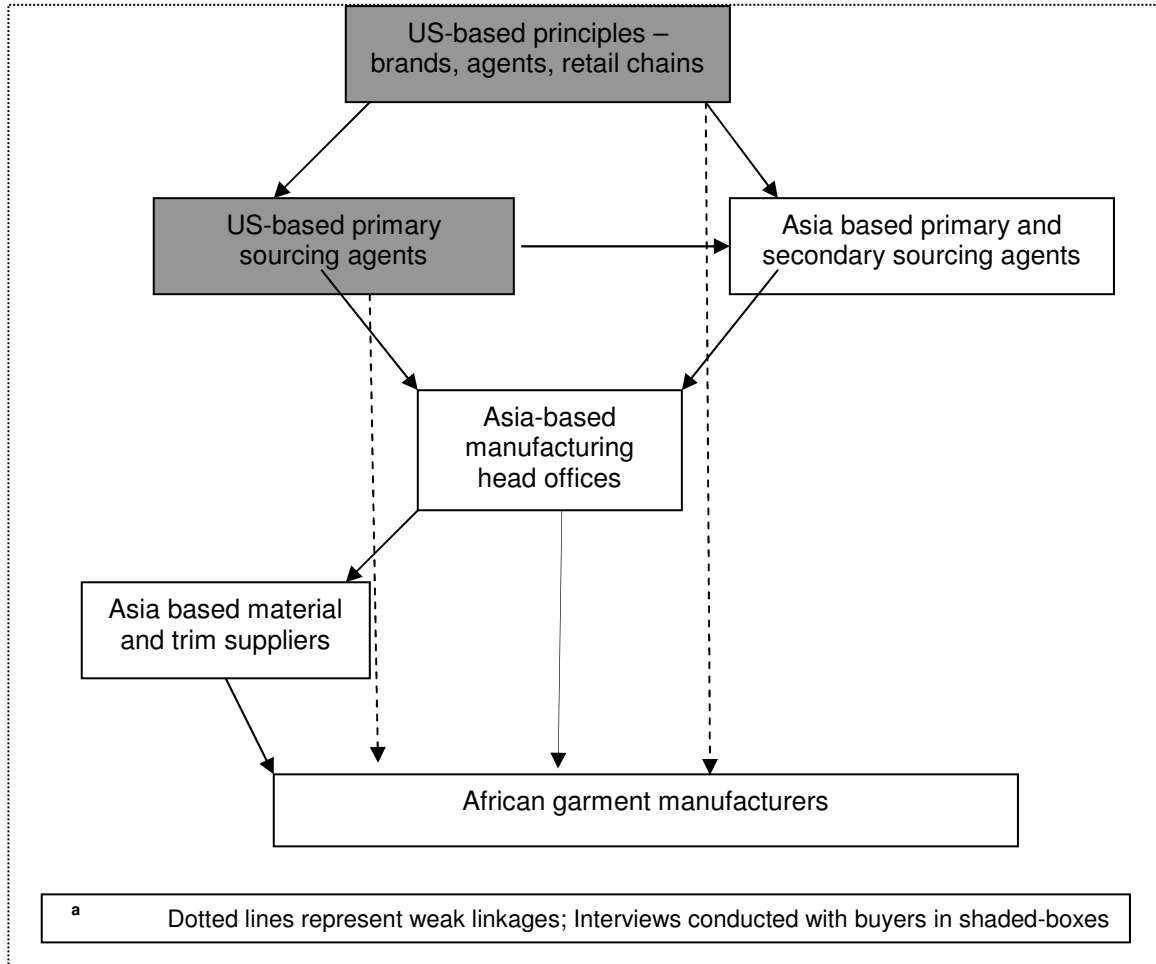 US-based principles –
brands, agents, retail chains
US-based primary
sourcing agents
Asia based primary and
secondary sourcing agents
Asia-based
manufacturing
head offices
Asia based material
and trim suppliers
African garment manufacturers
a Dotted lines represent weak linkages; Interviews conducted with buyers in shaded-boxes